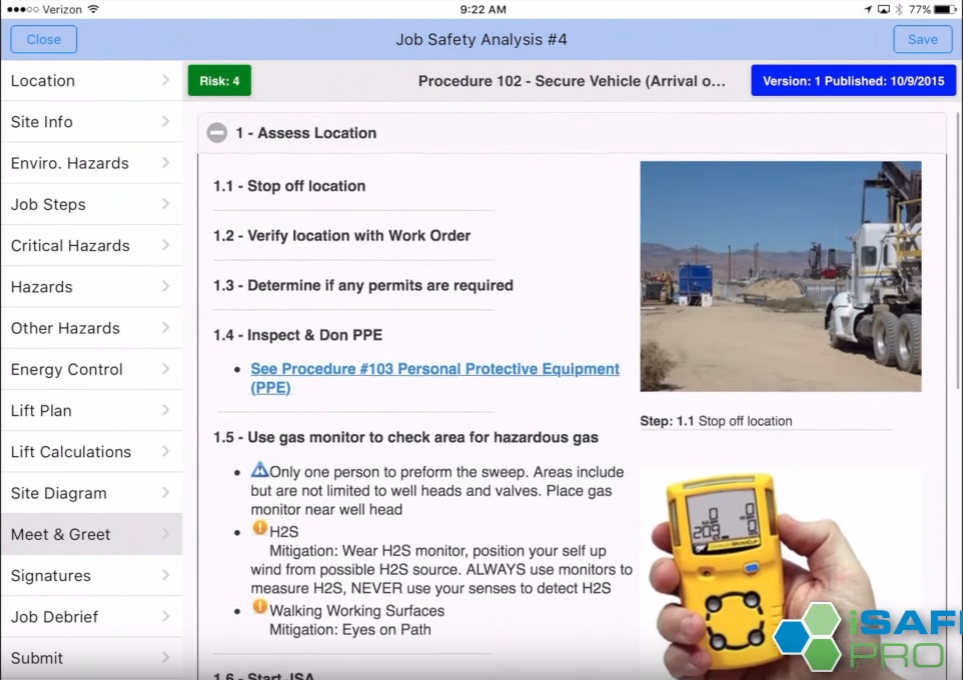 Verizon
9:22 AM
77%
Close
Job Safety Analysis #4
Save
Location
Site Info
Enviro. Hazards
Job Steps
Critical Hazards
Hazards
Other Hazards
Energy Control
Lift Plan
Lift Calculations
Site Diagram
Meet & Greet
Signatures
Job Debrief
Submit
Risk: 4
Procedure 102 - Secure Vehicle (Arrival o...
Version: 1 Published: 10/9/2015
1 - Assess Location
1.1 - Stop off location
1.2 - Verify location with Work Order
1.3 - Determine if any permits are required
1.4 - Inspect & Don PPE
• See Procedure #103 Personal Protective Equipment
(PPE)
1.5 - Use gas monitor to check area for hazardous gas
• Only one person to preform the sweep. Areas include
but are not limited to well heads and valves. Place gas
monitor near well head
• H2S
Mitigation: Wear H2S monitor, position your self up
wind from possible H2S source. ALWAYS use monitors to
measure H2S, NEVER use your senses to detect H2S
• Walking Working Surfaces
Mitigation: Eyes on Path
1.6 - Start JSA
Step: 1.1 Stop off location
0 0
209 0
iSAFE
PRO